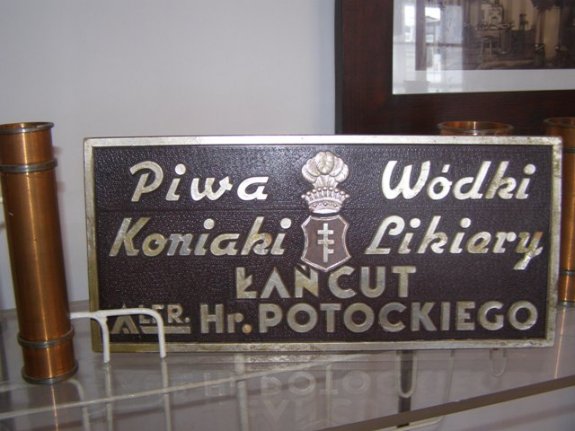 Piwa Wódki
Koniaki Likiery
ŁAŃCUT
ALFR. Hr. POTOCKIEGO